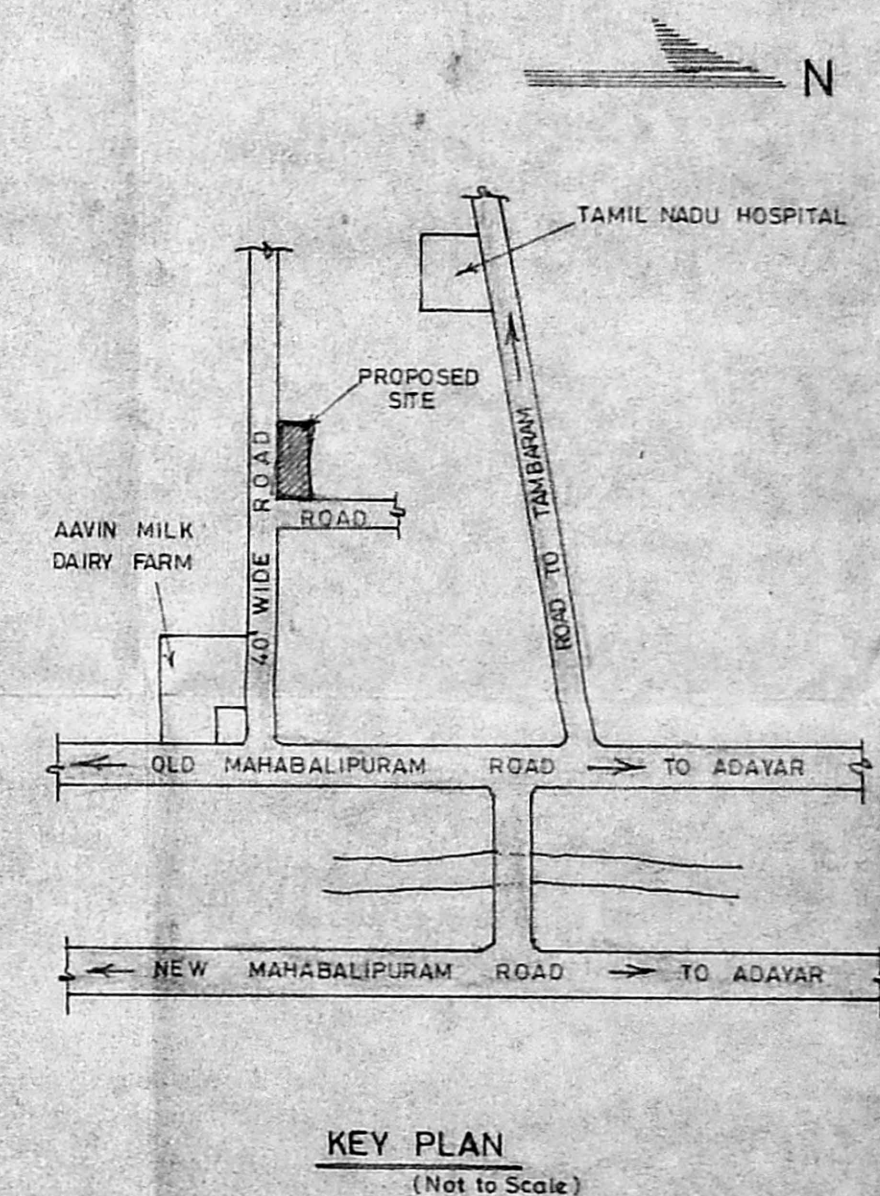 N
TAMIL NADU HOSPITAL
PROPOSED
SITE
ROAD TO TAMBARAM
40' WIDE ROAD
ROAD
AAVIN MILK
DAIRY FARM
OLD MAHABALIPURAM ROAD TO ADAYAR
NEW MAHABALIPURAM ROAD TO ADAYAR
KEY PLAN
(Not to Scale)